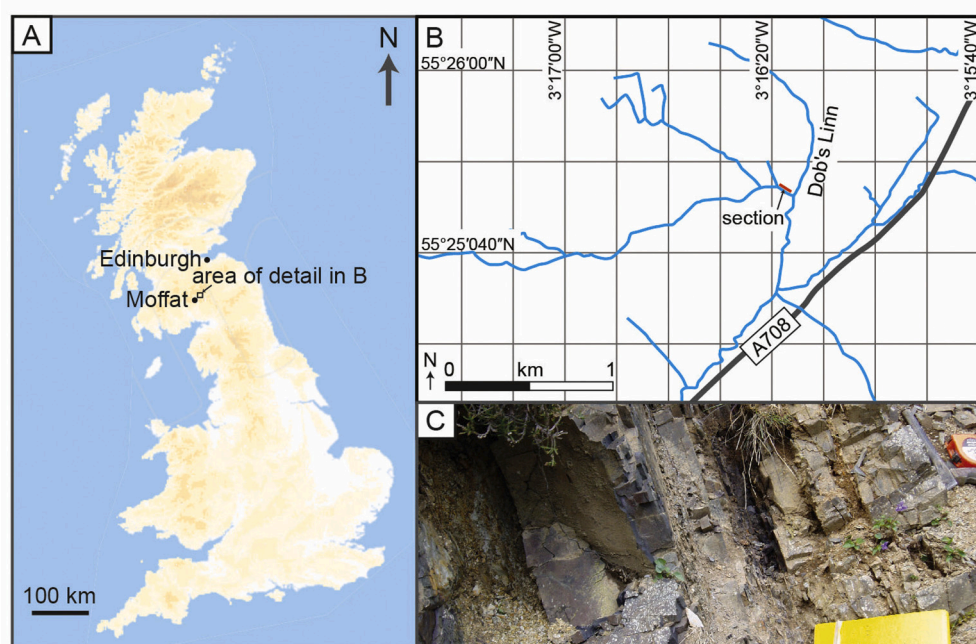 A
N
Edinburgh
area of detail in B
Moffat
100 km
B
55°26'00"N
3°17'00"W
3°16'20"W
3°15'40"W
Dob's Linn
section
55°25'40"N
A708
N
0 km 1
C